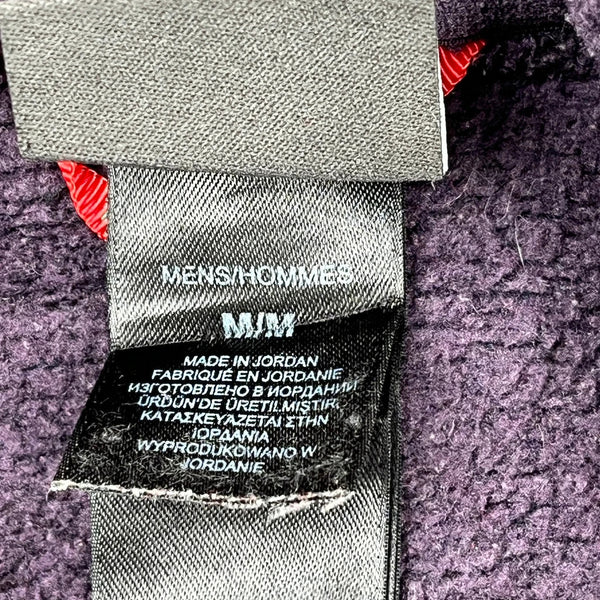 MENS/HOMMES
M/M
MADE IN JORDAN
FABRIQUÉ EN JORDANIE
ИЗГОТОВЛЕНО В ИОРДАНИИ
ÜRDÜN'DE ÜRETILMIŞTIR
ΚΑΤΑΣΚΕΥΑΖΕΤΑΙ ΣΤΗΝ
ΙΟΡΔΑΝΙΑ
WYPRODUKOWANO W
JORDANIE